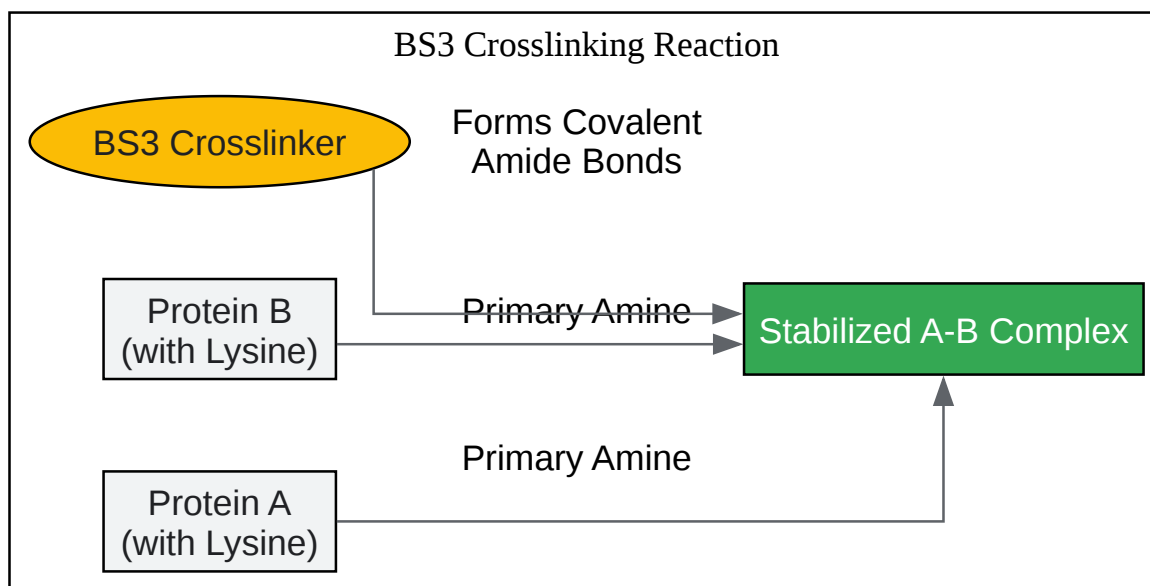 BS3 Crosslinking Reaction
BS3 Crosslinker
Forms Covalent
Amide Bonds
Protein B
(with Lysine)
Primary Amine
Stabilized A-B Complex
Primary Amine
Protein A
(with Lysine)